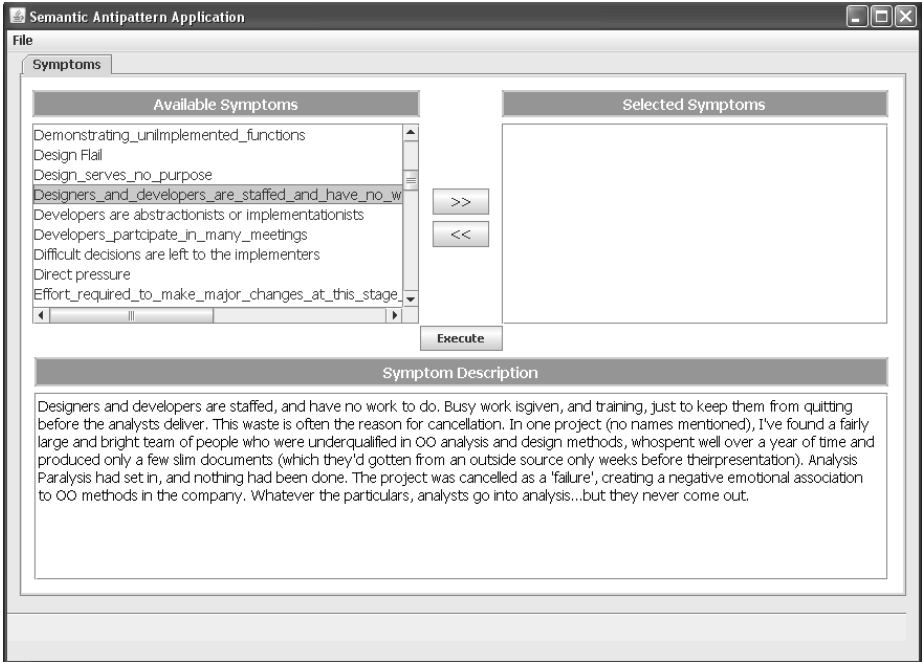 Semantic Antipattern Application
File
Symptoms
Available Symptoms
Selected Symptoms
Demonstrating_unilmplemented_functions
Design Flail
Design_serves_no_purpose
Designers_and_developers_are_staffed_and_have_no_w
Developers are abstractionists or implementationists
Developers_partcipate_in_many_meetings
Difficult decisions are left to the implementers
Direct pressure
Effort_required_to_make_major_changes_at_this_stage_
>>
<<
Execute
Symptom Description
Designers and developers are staffed, and have no work to do. Busy work isgiven, and training, just to keep them from quitting
before the analysts deliver. This waste is often the reason for cancellation. In one project (no names mentioned), I've found a fairly
large and bright team of people who were underqualified in OO analysis and design methods, whospent well over a year of time and
produced only a few slim documents (which they'd gotten from an outside source only weeks before theirpresentation). Analysis
Paralysis had set in, and nothing had been done. The project was cancelled as a 'failure', creating a negative emotional association
to OO methods in the company. Whatever the particulars, analysts go into analysis...but they never come out.